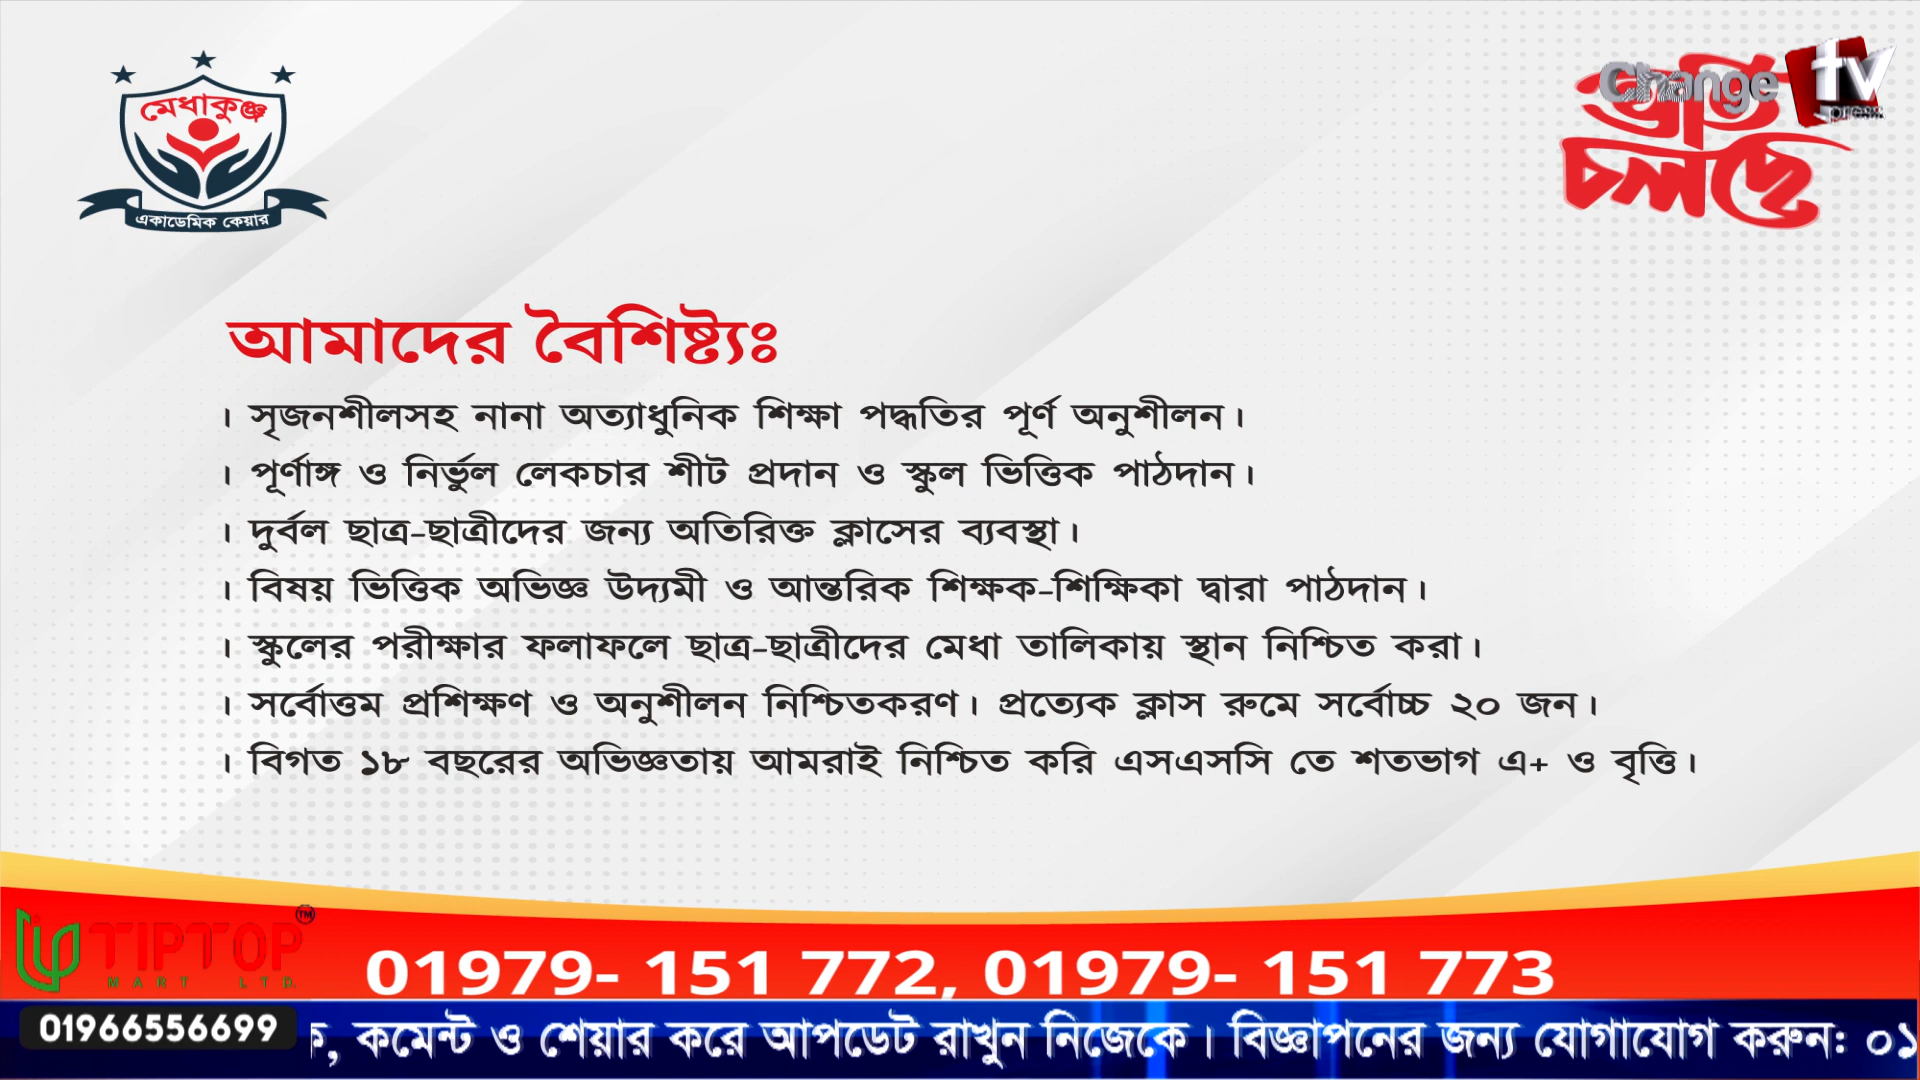 মেধাকুঞ্জ
একাডেমিক কেয়ার
Change tv
press
ভর্তি
চলছে
আমাদের বৈশিষ্ট্যঃ
। সৃজনশীলসহ নানা অত্যাধুনিক শিক্ষা পদ্ধতির পূর্ণ অনুশীলন।
। পূর্ণাঙ্গ ও নির্ভুল লেকচার শীট প্রদান ও স্কুল ভিত্তিক পাঠদান।
। দুর্বল ছাত্র-ছাত্রীদের জন্য অতিরিক্ত ক্লাসের ব্যবস্থা।
। বিষয় ভিত্তিক অভিজ্ঞ উদ্যমী ও আন্তরিক শিক্ষক-শিক্ষিকা দ্বারা পাঠদান।
। স্কুলের পরীক্ষার ফলাফলে ছাত্র-ছাত্রীদের মেধা তালিকায় স্থান নিশ্চিত করা।
। সর্বোত্তম প্রশিক্ষণ ও অনুশীলন নিশ্চিতকরণ। প্রত্যেক ক্লাস রুমে সর্বোচ্চ ২০ জন।
। বিগত ১৮ বছরের অভিজ্ঞতায় আমরাই নিশ্চিত করি এসএসসি তে শতভাগ এ+ ও বৃত্তি।
TIPTOP TM
MART LTD.
01979- 151 772, 01979- 151 773
01966556699
ক, কমেন্ট ও শেয়ার করে আপডেট রাখুন নিজেকে। বিজ্ঞাপনের জন্য যোগাযোগ করুন: ০১